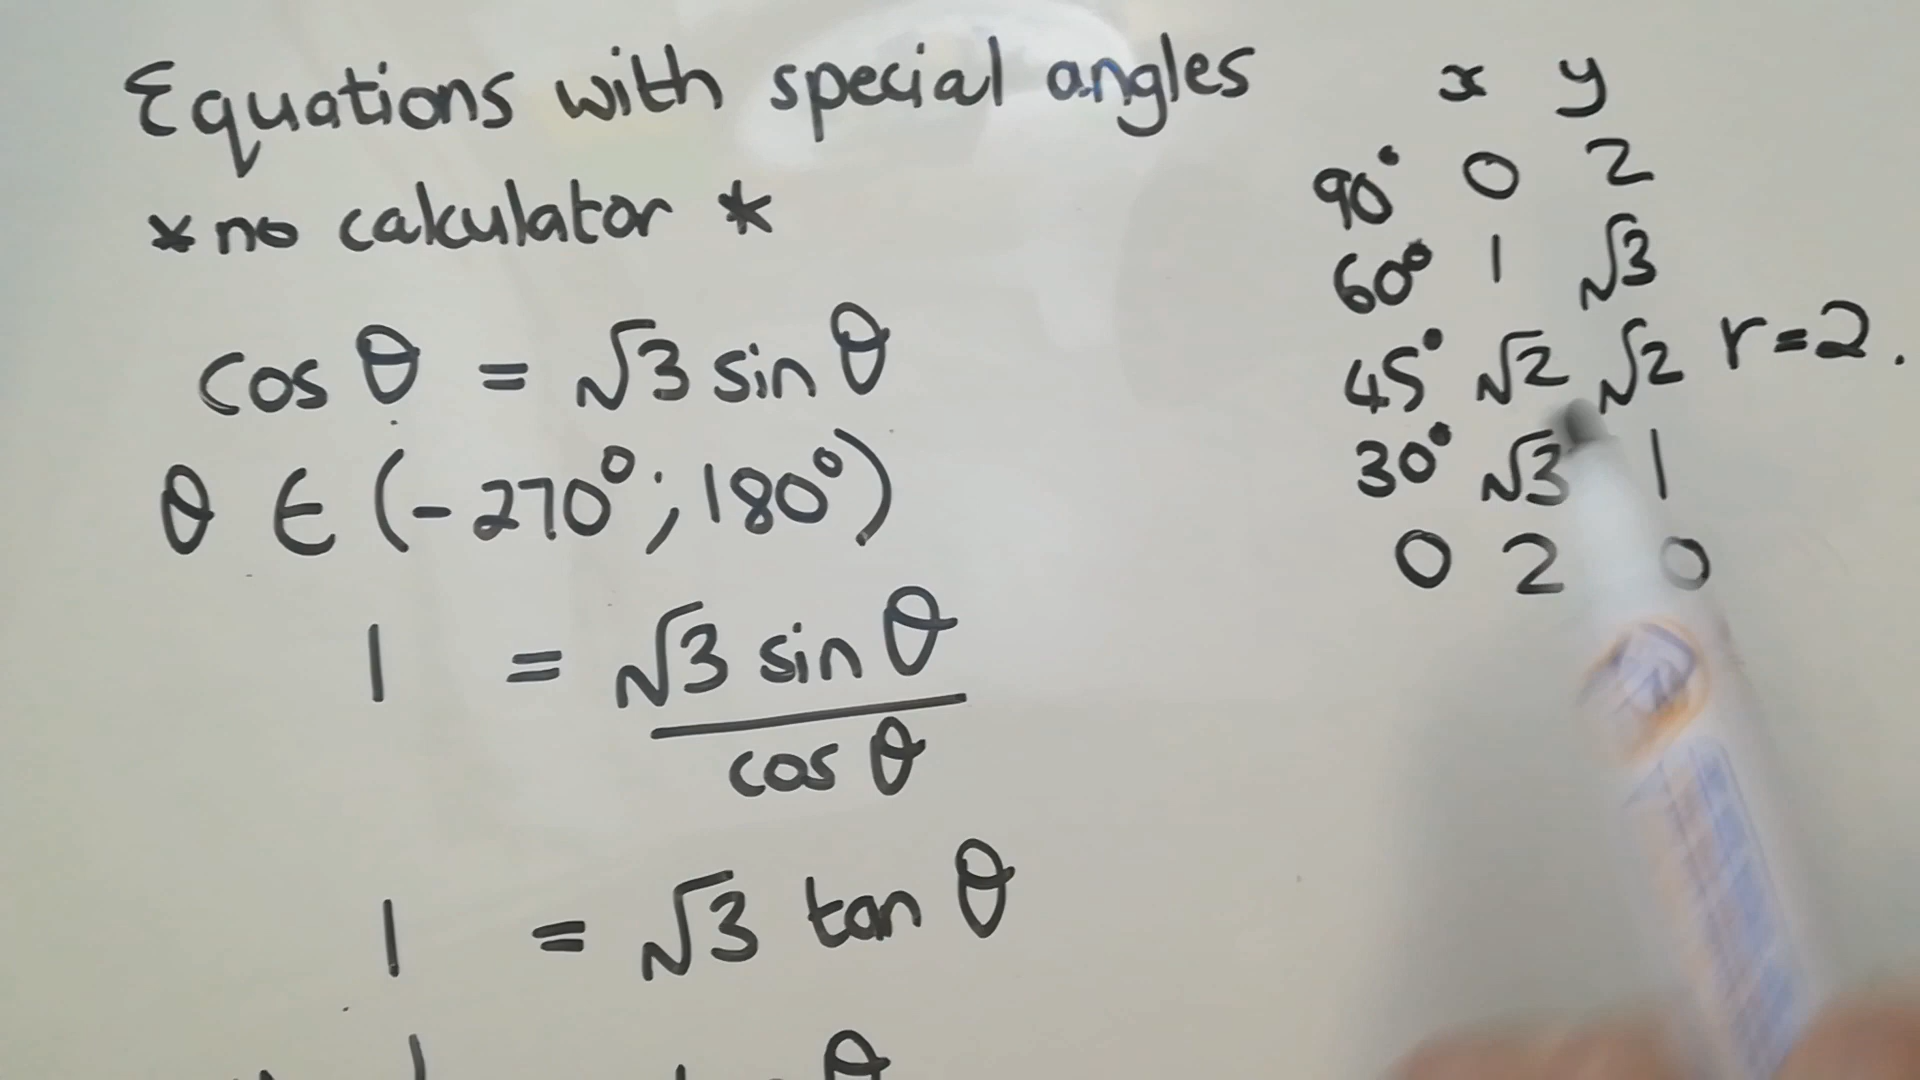 Equations with special angles
*no calculator *
cos θ = √3 sin θ
θ ∈ (-270°; 180°)
1 = √3 sin θ
cos θ
1 = √3 tan θ
x y
90° 0 2
60° 1 √3
45° √2 √2 r=2.
30° √3 1
0 2 0